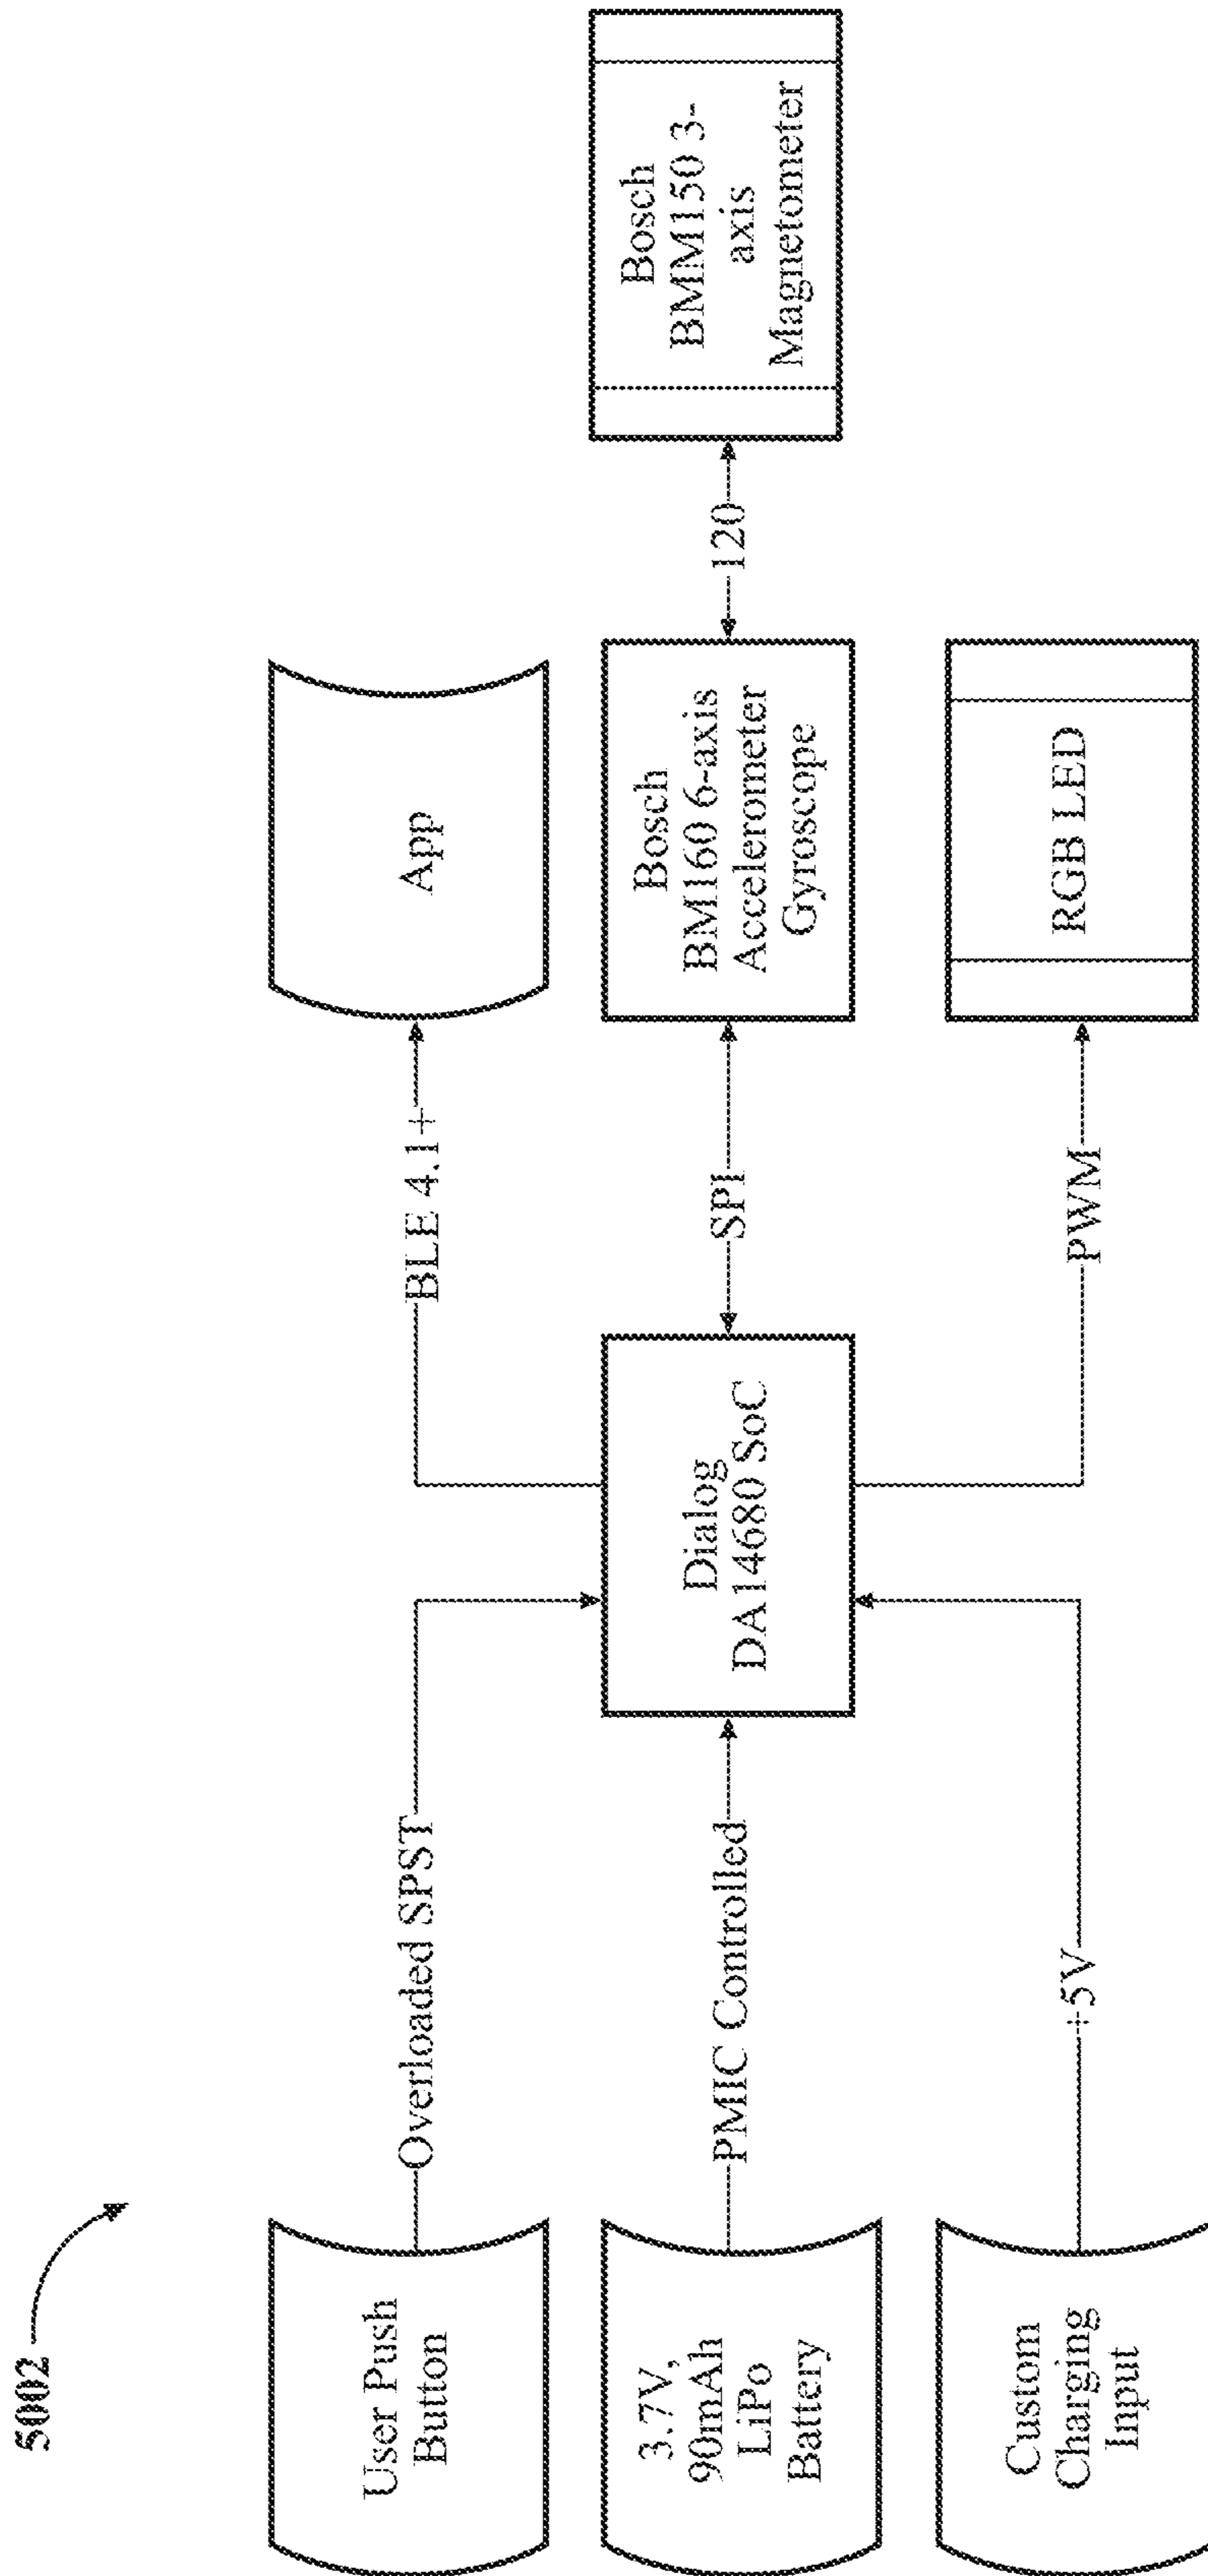 5002
User Push
Button
Overloaded SPST
BLE 4.1+
App
3.7V,
90mAh
LiPo
Battery
PMIC Controlled
Dialog
DA14680 SoC
SPI
Bosch
BM160 6-axis
Accelerometer
Gyroscope
120
Bosch
BMM150 3-
axis
Magnetometer
Custom
Charging
Input
+5V
PWM
RGB LED